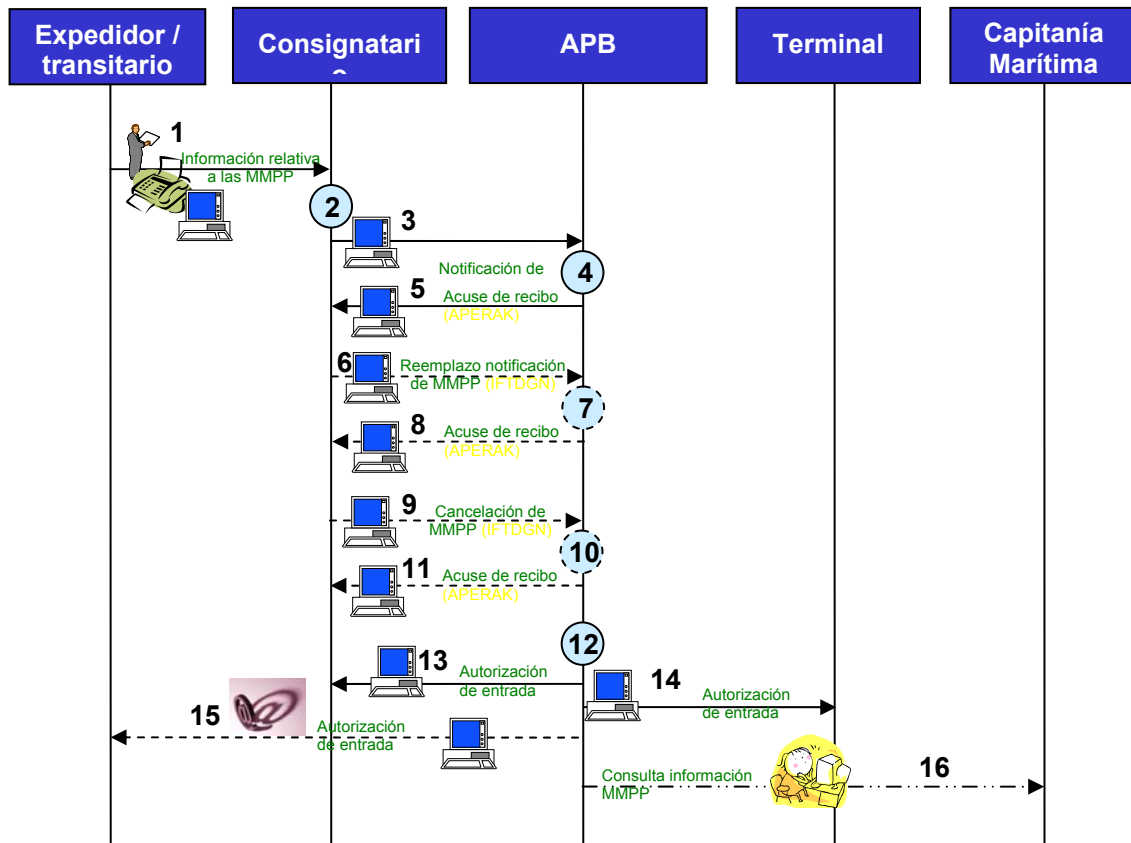 Expedidor /
transitario
Consignatari
APB
Terminal
Capitanía
Marítima
1
Información relativa
a las MMPP
2
3
Notificación de
4
5
Acuse de recibo
(APERAK)
6
Reemplazo notificación
de MMPP (IFTDGN)
7
8
Acuse de recibo
(APERAK)
9
Cancelación de
MMPP (IFTDGN)
10
11
Acuse de recibo
(APERAK)
12
13
Autorización
de entrada
14
Autorización
de entrada
15
Autorización
de entrada
Consulta información
MMPP
16